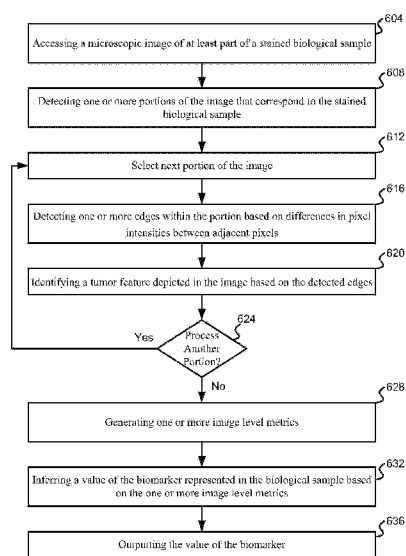 604
Accessing a microscopic image of at least part of a stained biological sample
608
Detecting one or more portions of the image that correspond to the stained
biological sample
612
Select next portion of the image
616
Detecting one or more edges within the portion based on differences in pixel
intensities between adjacent pixels
620
Identifying a tumor feature depicted in the image based on the detected edges
624
Yes
Process
Another
Portion?
No
628
Generating one or more image level metrics
632
Inferring a value of the biomarker represented in the biological sample based
on the one or more image level metrics
636
Outputting the value of the biomarker